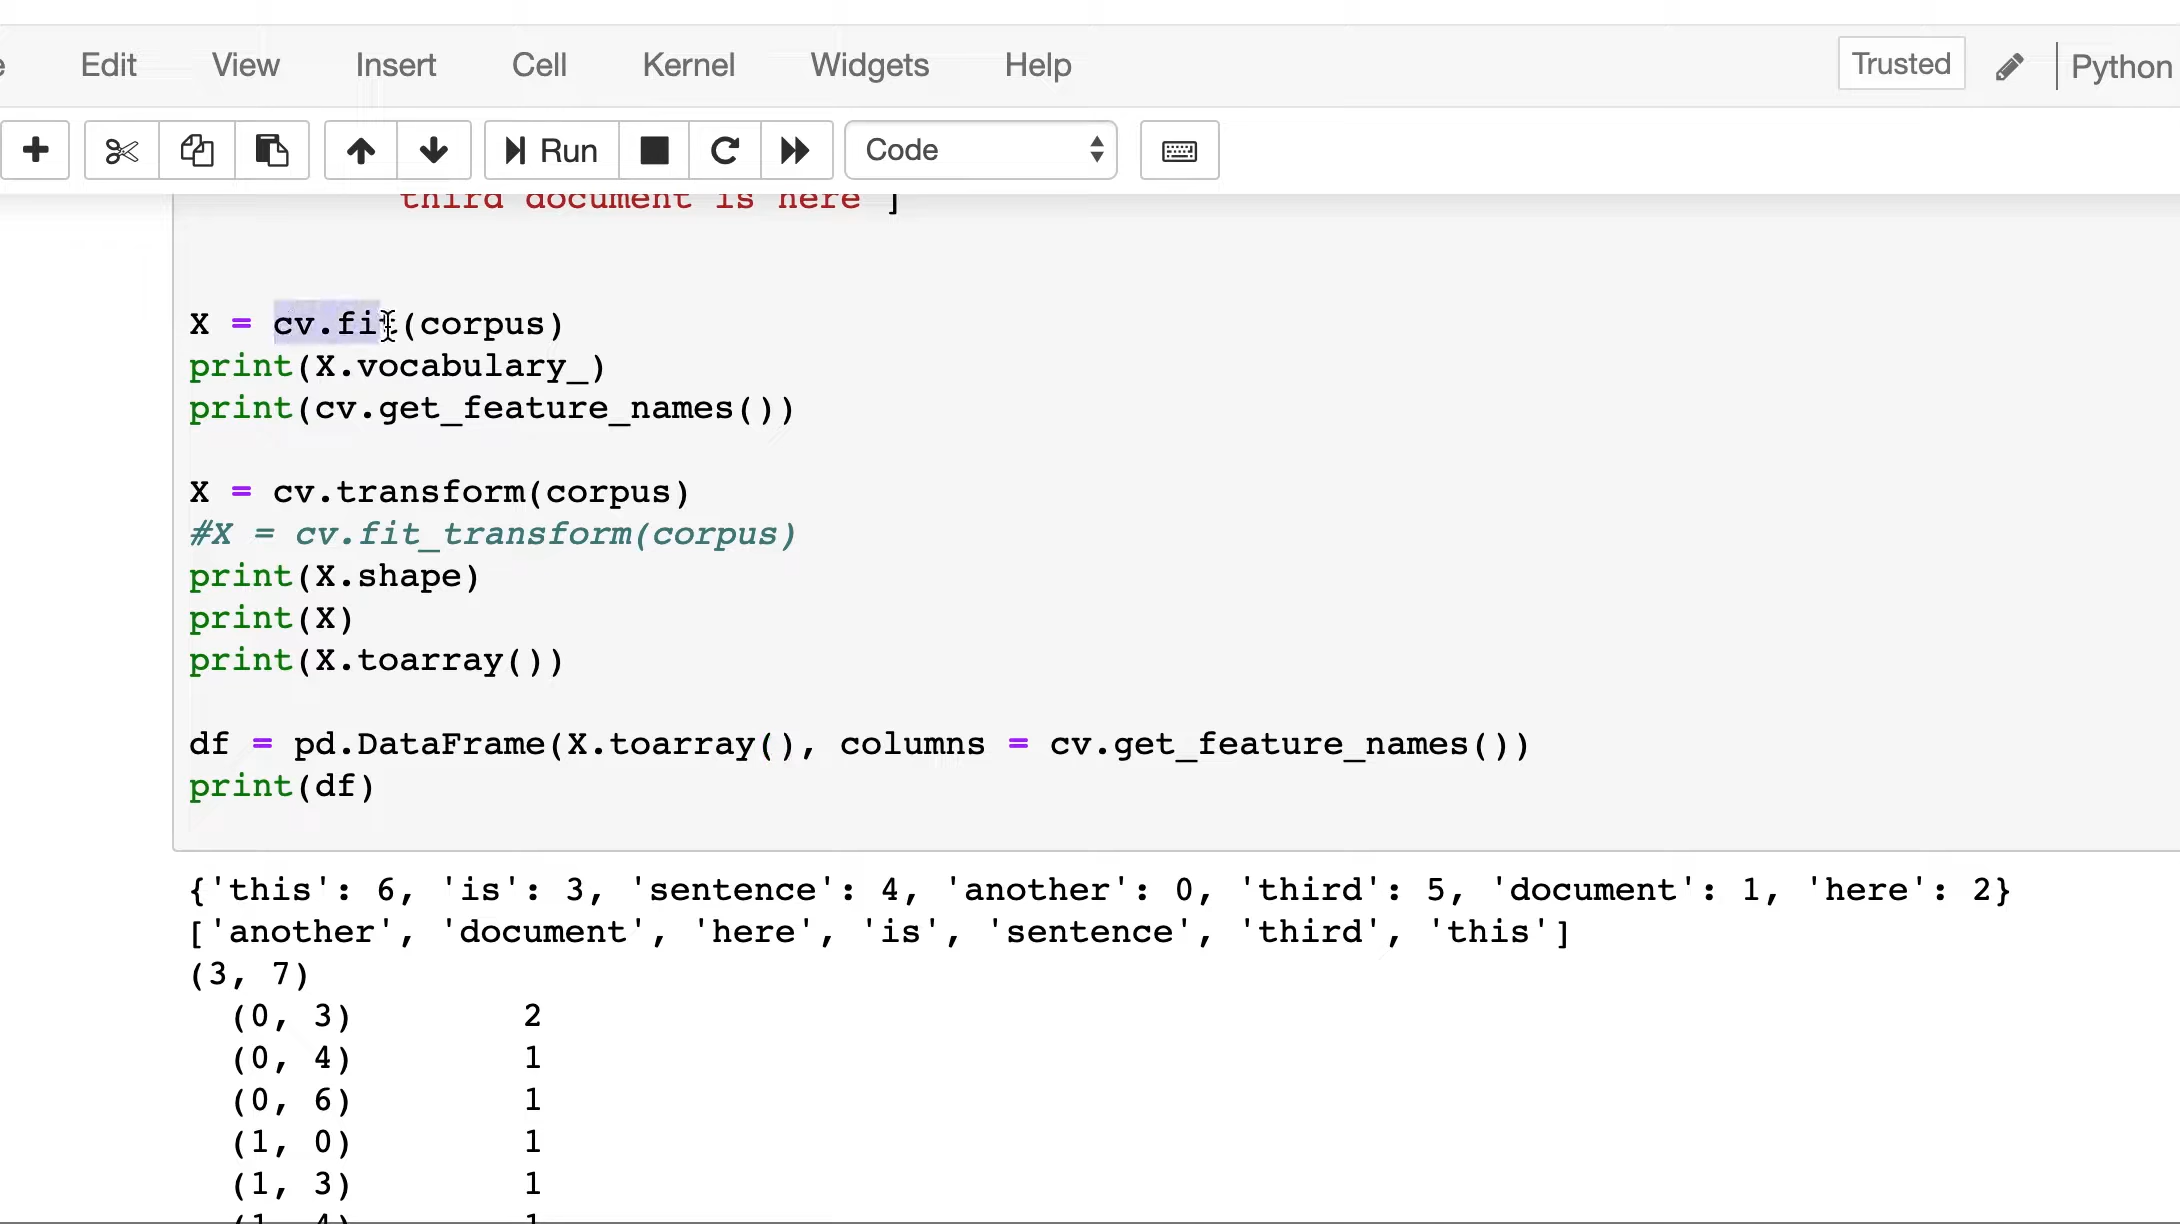 Edit View Insert Cell Kernel Widgets Help Trusted Python
Run Code
third document is here ]
X = cv.fit(corpus)
print(X.vocabulary_)
print(cv.get_feature_names())
X = cv.transform(corpus)
#X = cv.fit_transform(corpus)
print(X.shape)
print(X)
print(X.toarray())
df = pd.DataFrame(X.toarray(), columns = cv.get_feature_names())
print(df)
{'this': 6, 'is': 3, 'sentence': 4, 'another': 0, 'third': 5, 'document': 1, 'here': 2}
['another', 'document', 'here', 'is', 'sentence', 'third', 'this']
(3, 7)
(0, 3) 2
(0, 4) 1
(0, 6) 1
(1, 0) 1
(1, 3) 1
(1, 4) 1